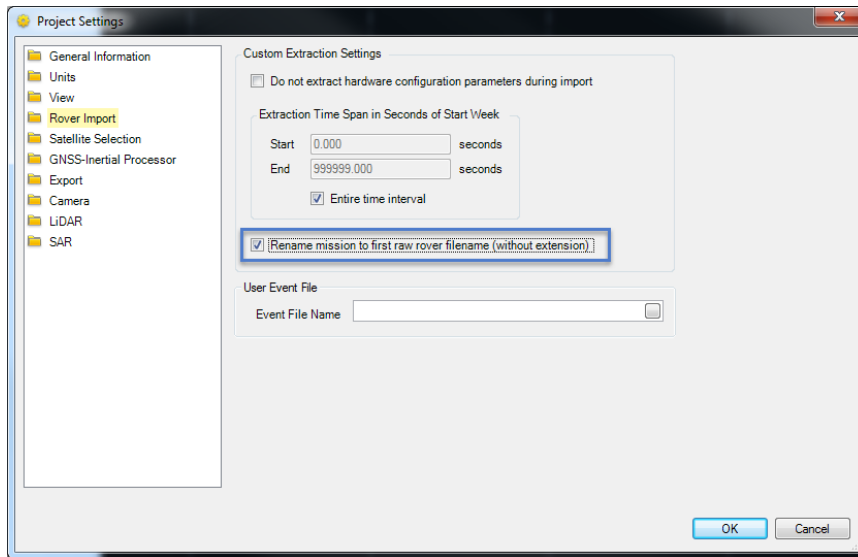 Project Settings
General Information
Units
View
Rover Import
Satellite Selection
GNSS-Inertial Processor
Export
Camera
LiDAR
SAR
Custom Extraction Settings
Do not extract hardware configuration parameters during import
Extraction Time Span in Seconds of Start Week
Start 0.000 seconds
End 999999.000 seconds
Entire time interval
Rename mission to first raw rover filename (without extension)
User Event File
Event File Name
OK Cancel